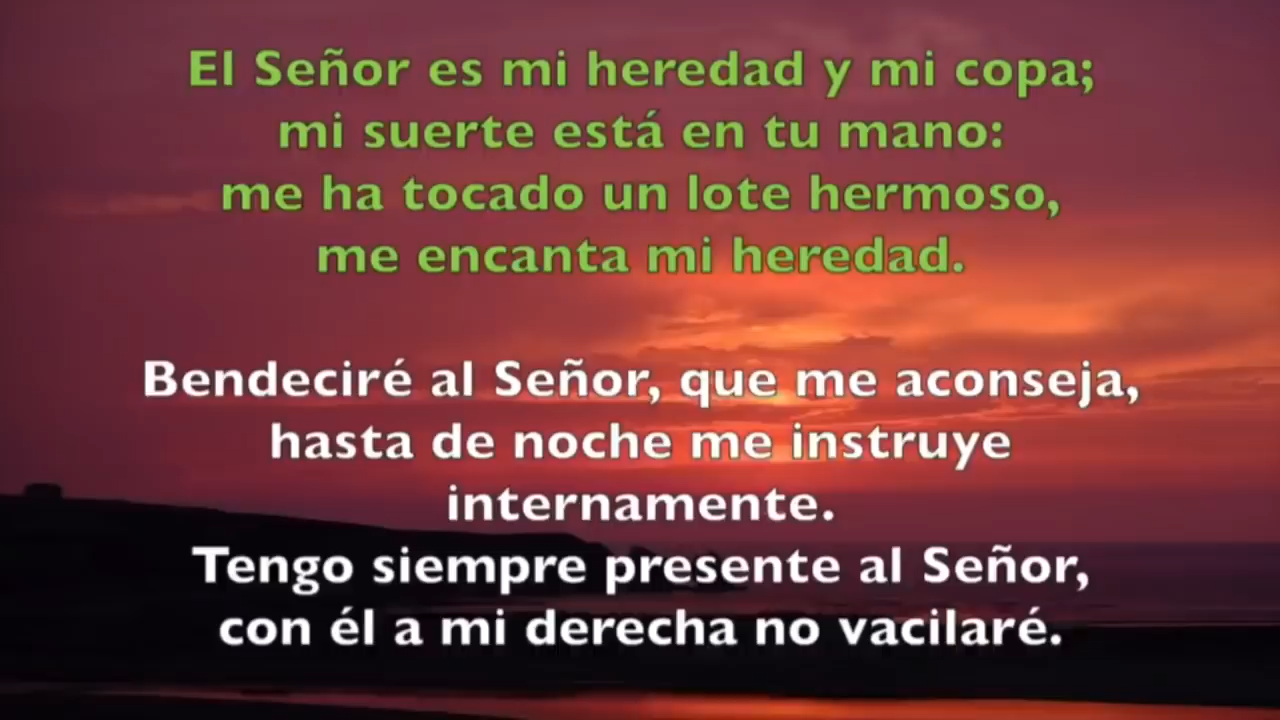 El Señor es mi heredad y mi copa;
mi suerte está en tu mano:
me ha tocado un lote hermoso,
me encanta mi heredad.
Bendeciré al Señor, que me aconseja,
hasta de noche me instruye
internamente.
Tengo siempre presente al Señor,
con él a mi derecha no vacilaré.